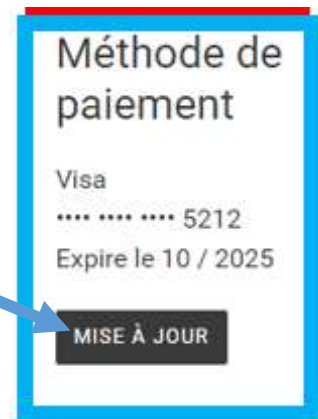 Méthode de
paiement
Visa
•••• •••• •••• 5212
Expire le 10 / 2025
MISE À JOUR